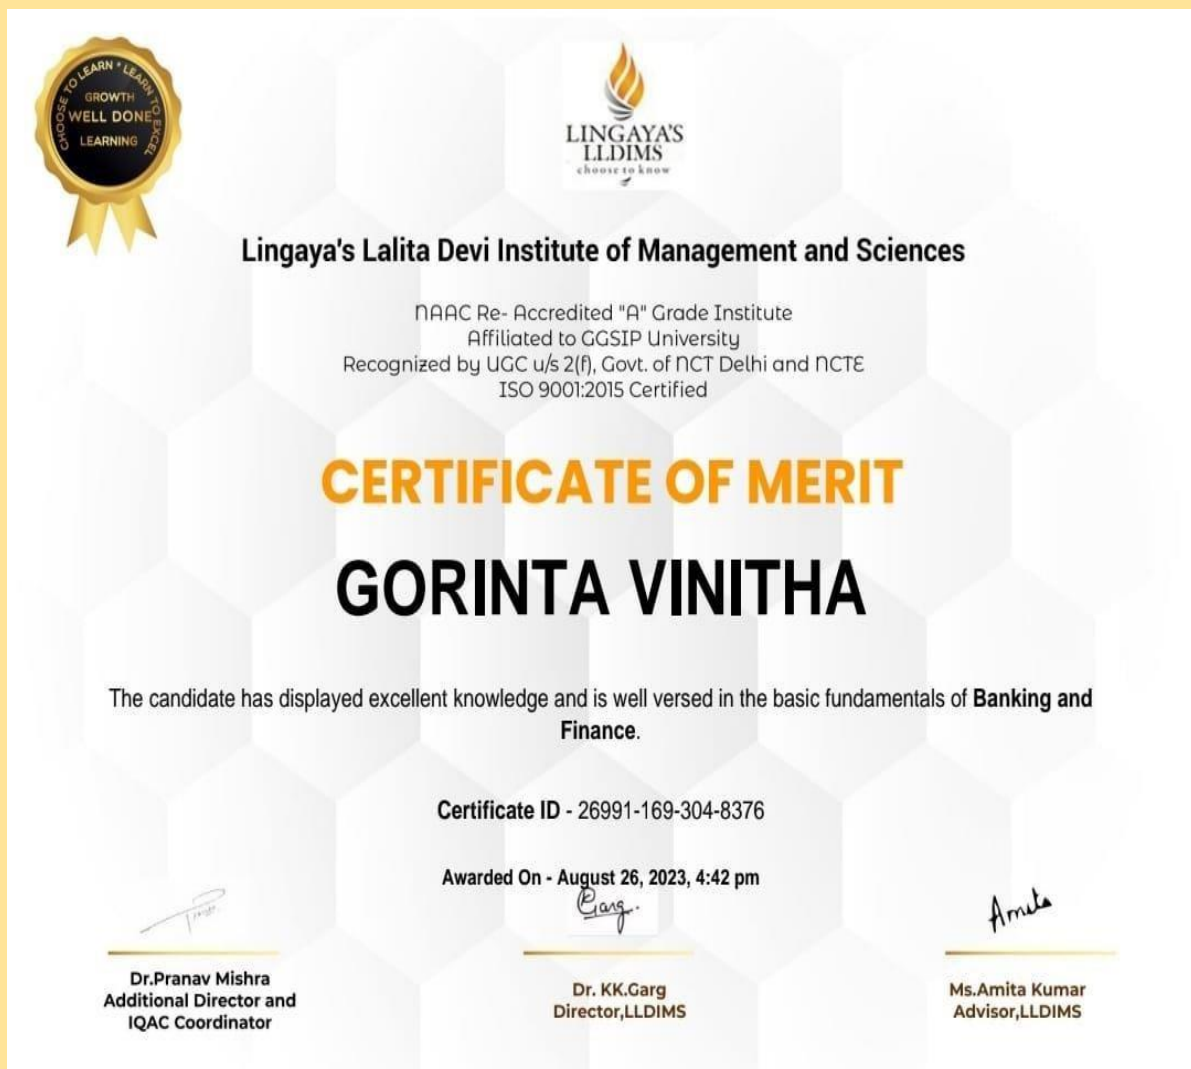 CHOOSE TO LEARN * LEARN TO EXCEL
GROWTH
WELL DONE
LEARNING
LINGAYA'S
LLDIMS
choose to know
Lingaya's Lalita Devi Institute of Management and Sciences
NAAC Re- Accredited "A" Grade Institute
Affiliated to GGSIP University
Recognized by UGC u/s 2(f), Govt. of NCT Delhi and NCTE
ISO 9001:2015 Certified
CERTIFICATE OF MERIT
GORINTA VINITHA
The candidate has displayed excellent knowledge and is well versed in the basic fundamentals of Banking and
Finance.
Certificate ID - 26991-169-304-8376
Awarded On - August 26, 2023, 4:42 pm
Garg.
Amita
Dr.Pranav Mishra
Additional Director and
IQAC Coordinator
Dr. KK.Garg
Director,LLDIMS
Ms.Amita Kumar
Advisor,LLDIMS